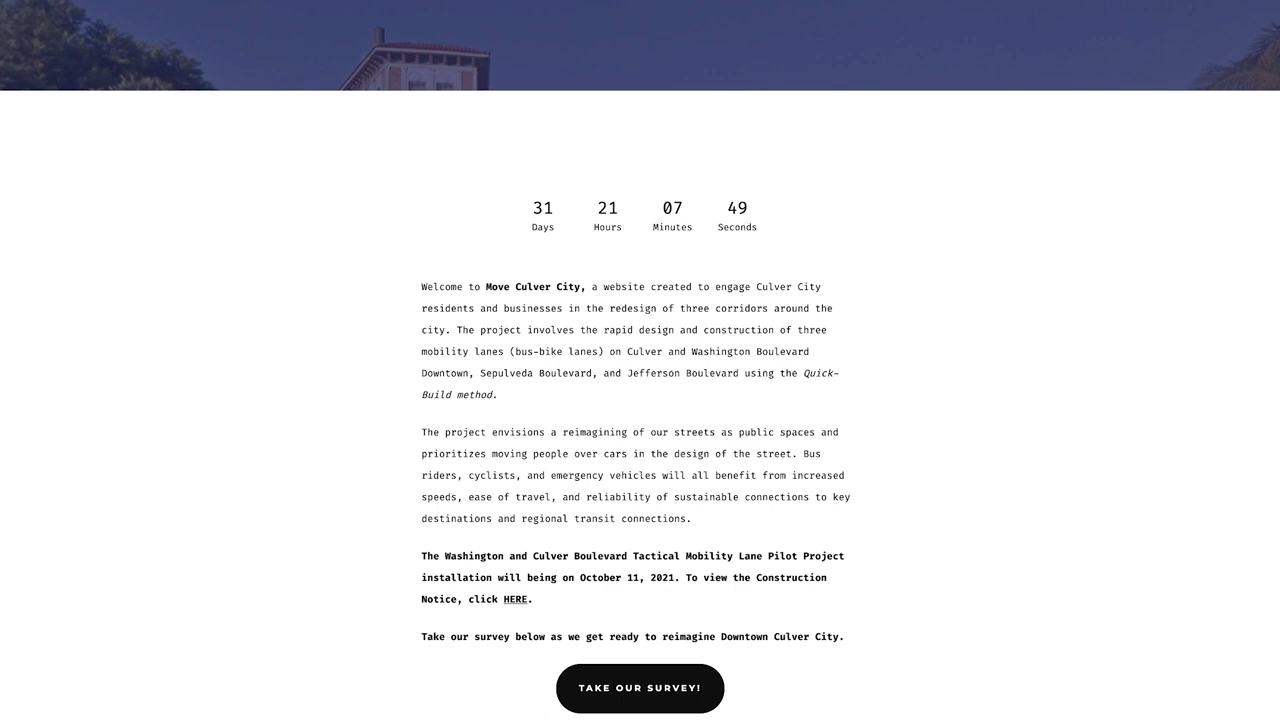 31 21 07 49
Days Hours Minutes Seconds
Welcome to Move Culver City, a website created to engage Culver City
residents and businesses in the redesign of three corridors around the
city. The project involves the rapid design and construction of three
mobility lanes (bus-bike lanes) on Culver and Washington Boulevard
Downtown, Sepulveda Boulevard, and Jefferson Boulevard using the Quick-
Build method.
The project envisions a reimagining of our streets as public spaces and
prioritizes moving people over cars in the design of the street. Bus
riders, cyclists, and emergency vehicles will all benefit from increased
speeds, ease of travel, and reliability of sustainable connections to key
destinations and regional transit connections.
The Washington and Culver Boulevard Tactical Mobility Lane Pilot Project
installation will being on October 11, 2021. To view the Construction
Notice, click HERE.
Take our survey below as we get ready to reimagine Downtown Culver City.
TAKE OUR SURVEY!